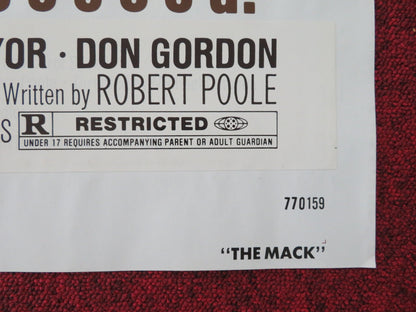 YOR · DON GORDON
Written by ROBERT POOLE
S R RESTRICTED
UNDER 17 REQUIRES ACCOMPANYING PARENT OR ADULT GUARDIAN
770159
"THE MACK"